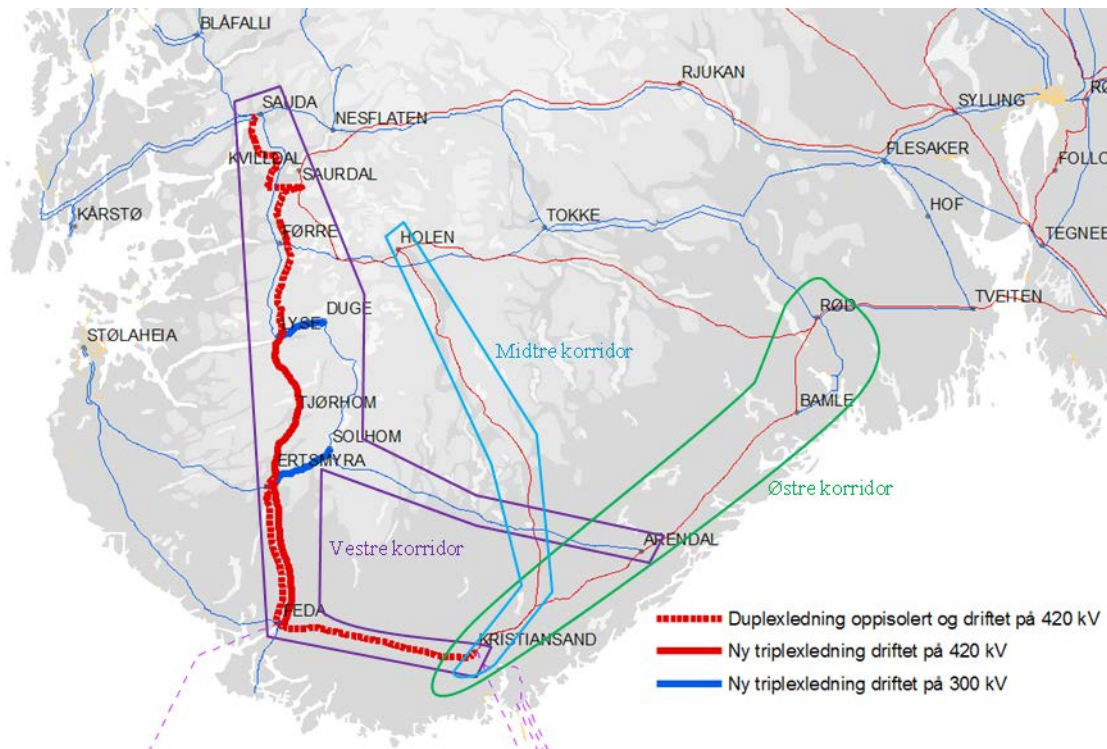 BLÅFALLI
RJUKAN
SAUDA
NESFLATEN
SYLLING
KVILLDAL
SAURDAL
FLESAKER
FOLLO
KÅRSTØ
TOKKE
HOF
FØRRE
HOLEN
TEGNE
DUGE
RØD
TVEITEN
LYSE
STØLAHEIA
Midtre korridor
TJØRHOM
BAMLE
SOLHOM
ERTSMYRA
Østre korridor
Vestre korridor
ARENDAL
FEDA
KRISTIANSAND
Duplexledning oppisolert og driftet på 420 kV
Ny triplexledning driftet på 420 kV
Ny triplexledning driftet på 300 kV